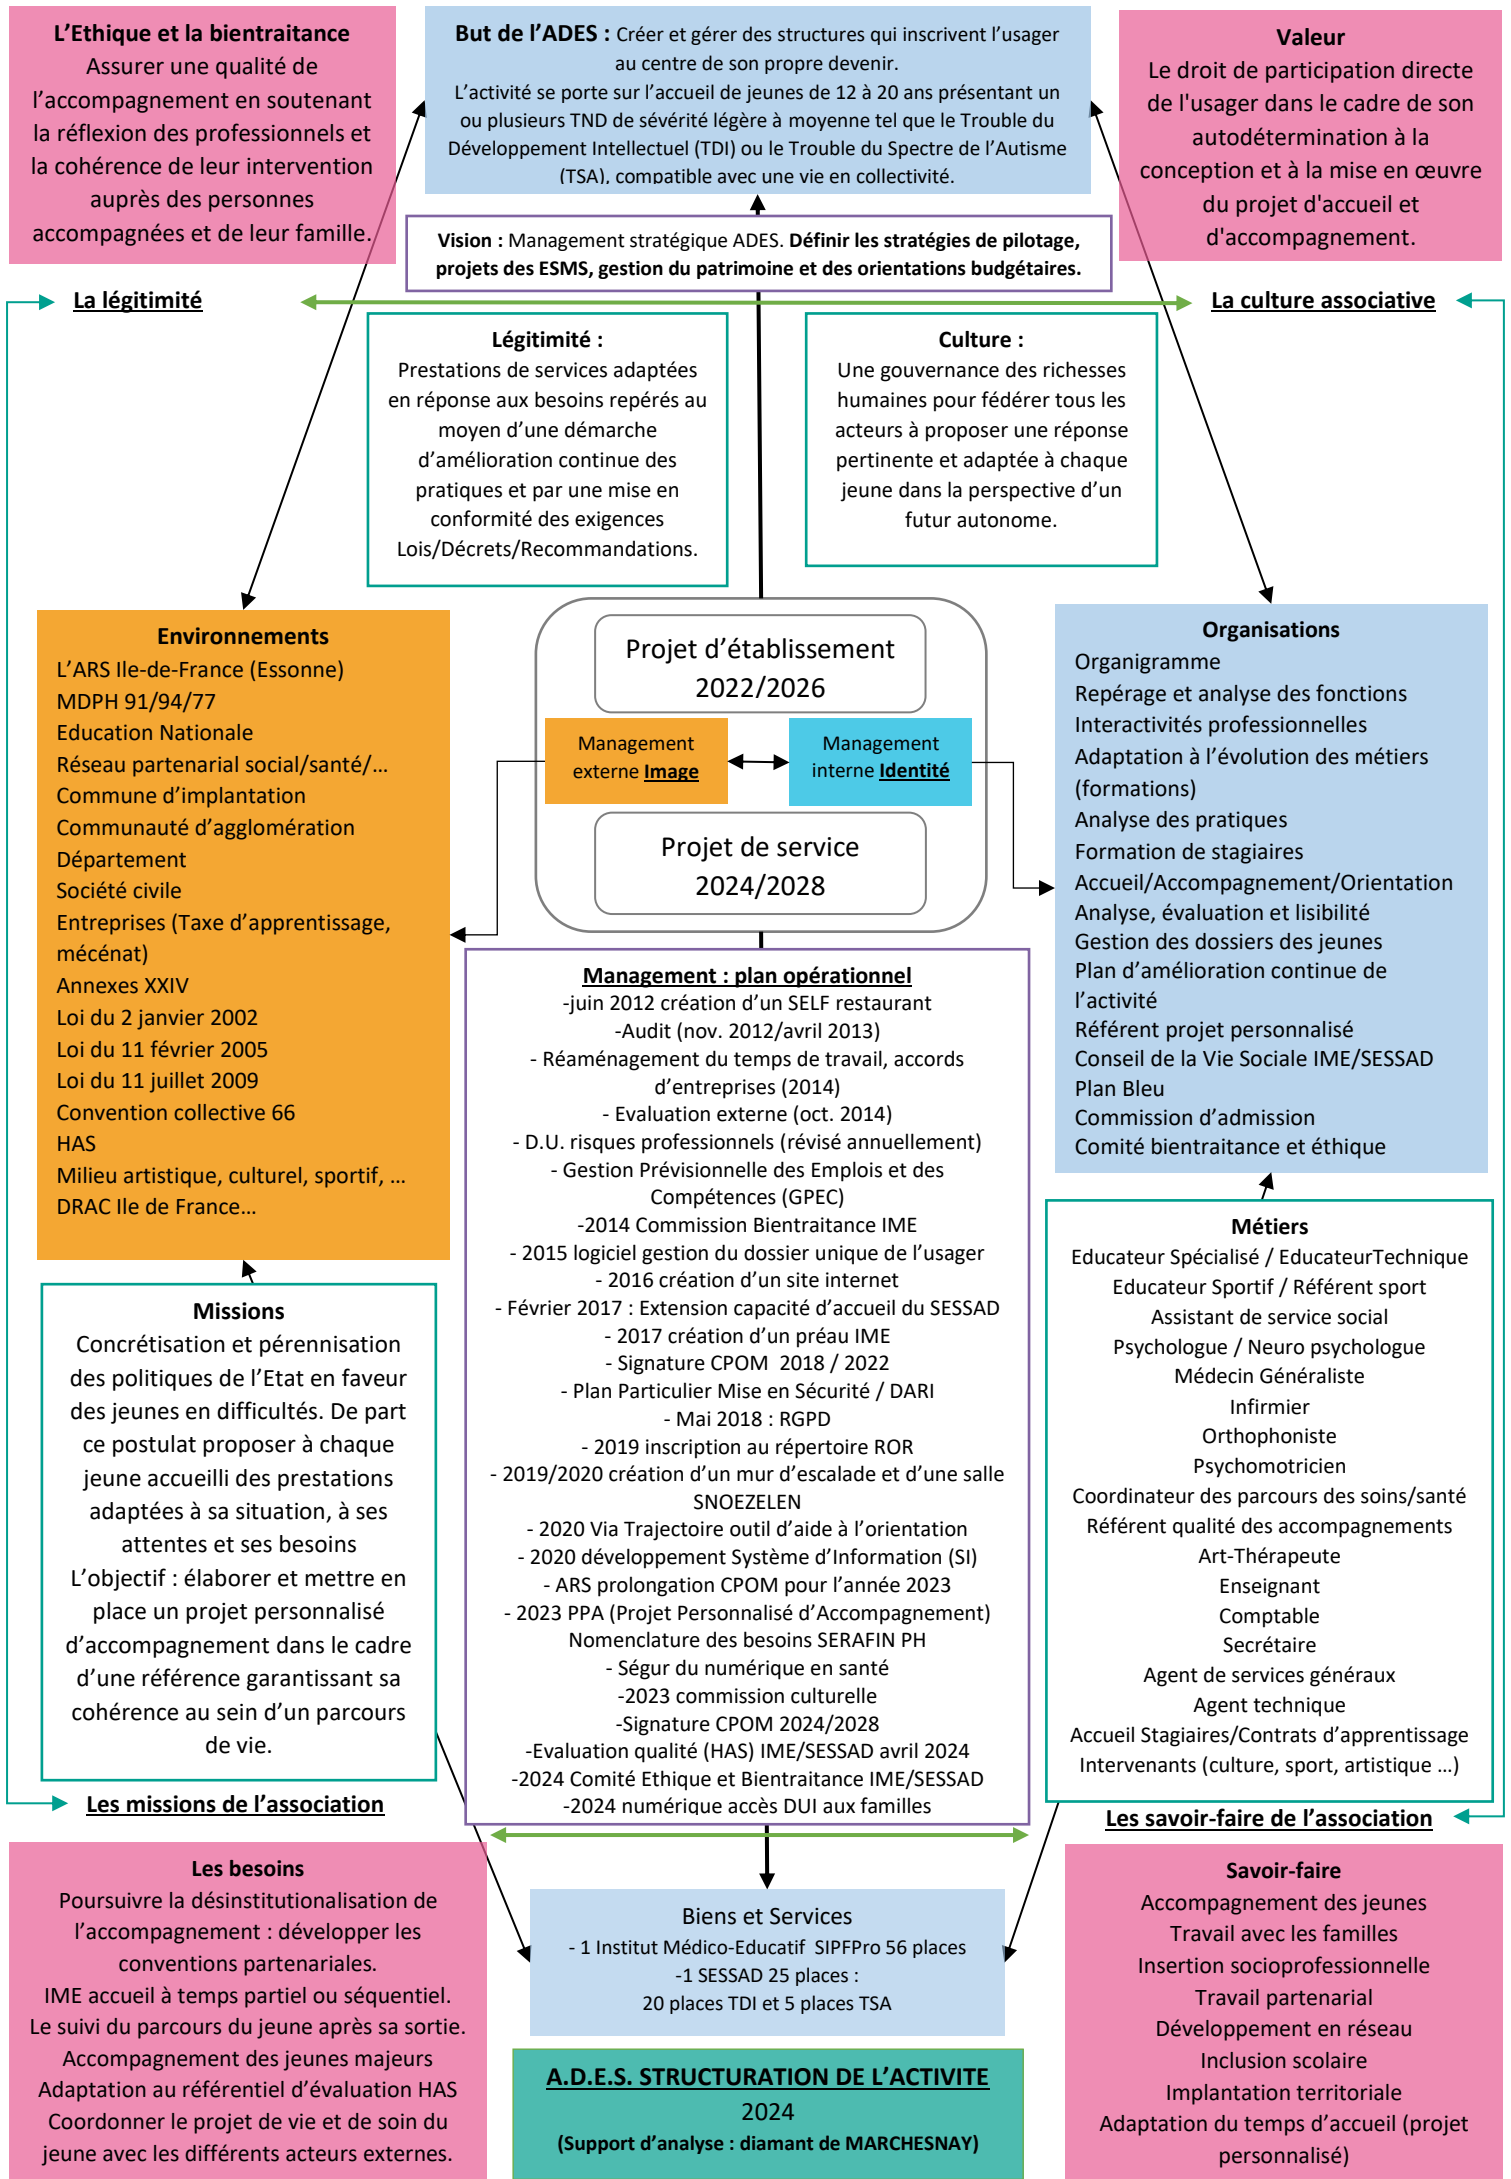 L'Ethique et la bientraitance
Assurer une qualité de
l'accompagnement en soutenant
la réflexion des professionnels et
la cohérence de leur intervention
auprès des personnes
accompagnées et de leur famille.
But de l'ADES : Créer et gérer des structures qui inscrivent l'usager
au centre de son propre devenir.
L'activité se porte sur l'accueil de jeunes de 12 à 20 ans présentant un
ou plusieurs TND de sévérité légère à moyenne tel que le Trouble du
Développement Intellectuel (TDI) ou le Trouble du Spectre de l'Autisme
(TSA), compatible avec une vie en collectivité.
Valeur
Le droit de participation directe
de l'usager dans le cadre de son
autodétermination à la
conception et à la mise en œuvre
du projet d'accueil et
d'accompagnement.
Vision : Management stratégique ADES. Définir les stratégies de pilotage,
projets des ESMS, gestion du patrimoine et des orientations budgétaires.
La légitimité
La culture associative
Légitimité :
Prestations de services adaptées
en réponse aux besoins repérés au
moyen d'une démarche
d'amélioration continue des
pratiques et par une mise en
conformité des exigences
Lois/Décrets/Recommandations.
Culture :
Une gouvernance des richesses
humaines pour fédérer tous les
acteurs à proposer une réponse
pertinente et adaptée à chaque
jeune dans la perspective d'un
futur autonome.
Environnements
L'ARS Ile-de-France (Essonne)
MDPH 91/94/77
Education Nationale
Réseau partenarial social/santé/…
Commune d'implantation
Communauté d'agglomération
Département
Société civile
Entreprises (Taxe d'apprentissage,
mécénat)
Annexes XXIV
Loi du 2 janvier 2002
Loi du 11 février 2005
Loi du 11 juillet 2009
Convention collective 66
HAS
Milieu artistique, culturel, sportif, …
DRAC Ile de France…
Projet d'établissement
2022/2026
Management
externe Image
Management
interne Identité
Projet de service
2024/2028
Organisations
Organigramme
Repérage et analyse des fonctions
Interactivités professionnelles
Adaptation à l'évolution des métiers
(formations)
Analyse des pratiques
Formation de stagiaires
Accueil/Accompagnement/Orientation
Analyse, évaluation et lisibilité
Gestion des dossiers des jeunes
Plan d'amélioration continue de
l'activité
Référent projet personnalisé
Conseil de la Vie Sociale IME/SESSAD
Plan Bleu
Commission d'admission
Comité bientraitance et éthique
Management : plan opérationnel
-juin 2012 création d'un SELF restaurant
-Audit (nov. 2012/avril 2013)
- Réaménagement du temps de travail, accords
d'entreprises (2014)
- Evaluation externe (oct. 2014)
- D.U. risques professionnels (révisé annuellement)
- Gestion Prévisionnelle des Emplois et des
Compétences (GPEC)
-2014 Commission Bientraitance IME
- 2015 logiciel gestion du dossier unique de l'usager
- 2016 création d'un site internet
- Février 2017 : Extension capacité d'accueil du SESSAD
- 2017 création d'un préau IME
- Signature CPOM 2018 / 2022
- Plan Particulier Mise en Sécurité / DARI
- Mai 2018 : RGPD
- 2019 inscription au répertoire ROR
- 2019/2020 création d'un mur d'escalade et d'une salle
SNOEZELEN
- 2020 Via Trajectoire outil d'aide à l'orientation
- 2020 développement Système d'Information (SI)
- ARS prolongation CPOM pour l'année 2023
- 2023 PPA (Projet Personnalisé d'Accompagnement)
Nomenclature des besoins SERAFIN PH
- Ségur du numérique en santé
-2023 commission culturelle
-Signature CPOM 2024/2028
-Evaluation qualité (HAS) IME/SESSAD avril 2024
-2024 Comité Ethique et Bientraitance IME/SESSAD
-2024 numérique accès DUI aux familles
Missions
Concrétisation et pérennisation
des politiques de l'Etat en faveur
des jeunes en difficultés. De part
ce postulat proposer à chaque
jeune accueilli des prestations
adaptées à sa situation, à ses
attentes et ses besoins
L'objectif : élaborer et mettre en
place un projet personnalisé
d'accompagnement dans le cadre
d'une référence garantissant sa
cohérence au sein d'un parcours
de vie.
Métiers
Educateur Spécialisé / EducateurTechnique
Educateur Sportif / Référent sport
Assistant de service social
Psychologue / Neuro psychologue
Médecin Généraliste
Infirmier
Orthophoniste
Psychomotricien
Coordinateur des parcours des soins/santé
Référent qualité des accompagnements
Art-Thérapeute
Enseignant
Comptable
Secrétaire
Agent de services généraux
Agent technique
Accueil Stagiaires/Contrats d'apprentissage
Intervenants (culture, sport, artistique …)
Les missions de l'association
Les savoir-faire de l'association
Les besoins
Poursuivre la désinstitutionalisation de
l'accompagnement : développer les
conventions partenariales.
IME accueil à temps partiel ou séquentiel.
Le suivi du parcours du jeune après sa sortie.
Accompagnement des jeunes majeurs
Adaptation au référentiel d'évaluation HAS
Coordonner le projet de vie et de soin du
jeune avec les différents acteurs externes.
Biens et Services
- 1 Institut Médico-Educatif SIPFPro 56 places
-1 SESSAD 25 places :
20 places TDI et 5 places TSA
Savoir-faire
Accompagnement des jeunes
Travail avec les familles
Insertion socioprofessionnelle
Travail partenarial
Développement en réseau
Inclusion scolaire
Implantation territoriale
Adaptation du temps d'accueil (projet
personnalisé)
A.D.E.S. STRUCTURATION DE L'ACTIVITE
2024
(Support d'analyse : diamant de MARCHESNAY)